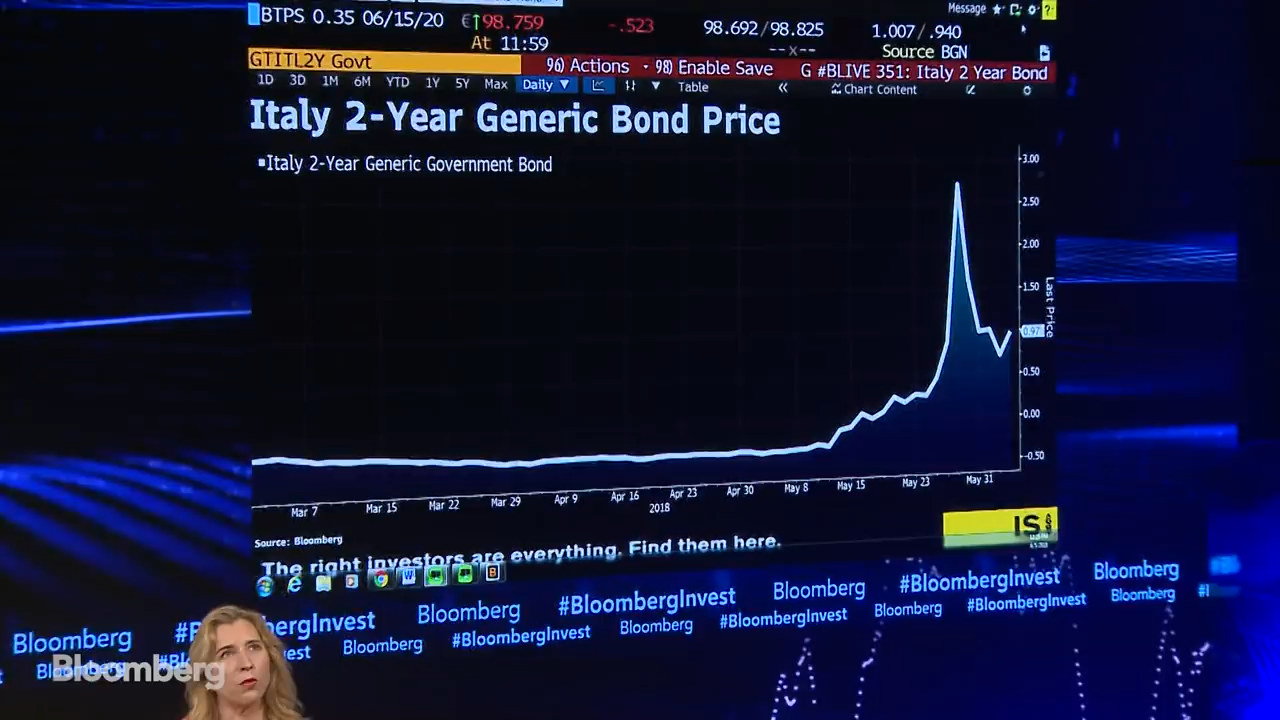 Message
BTPS 0.35 06/15/20 €↑98.759 -.523 98.692/98.825 1.007/.940
At 11:59 --x-- Source BGN
GTITL2Y Govt 96) Actions 98) Enable Save G #BLIVE 351: Italy 2 Year Bond
1D 3D 1M 6M YTD 1Y 5Y Max Daily ▼ Table « Chart Content
Italy 2-Year Generic Bond Price
Italy 2-Year Generic Government Bond
3.00
2.50
2.00
1.50
Last Price
0.97
0.50
0.00
-0.50
Mar 7 Mar 15 Mar 22 Mar 29 Apr 9 Apr 16 Apr 23 Apr 30 May 8 May 15 May 23 May 31
2018
Source: Bloomberg
IS
The right investors are everything. Find them here.
Bloomberg #BloombergInvest Bloomberg #BloombergInvest Bloomberg
Bloomberg #BloombergInvest Bloomberg #BloombergInvest Bloomberg #BloombergInvest Bloomberg
Bloomberg